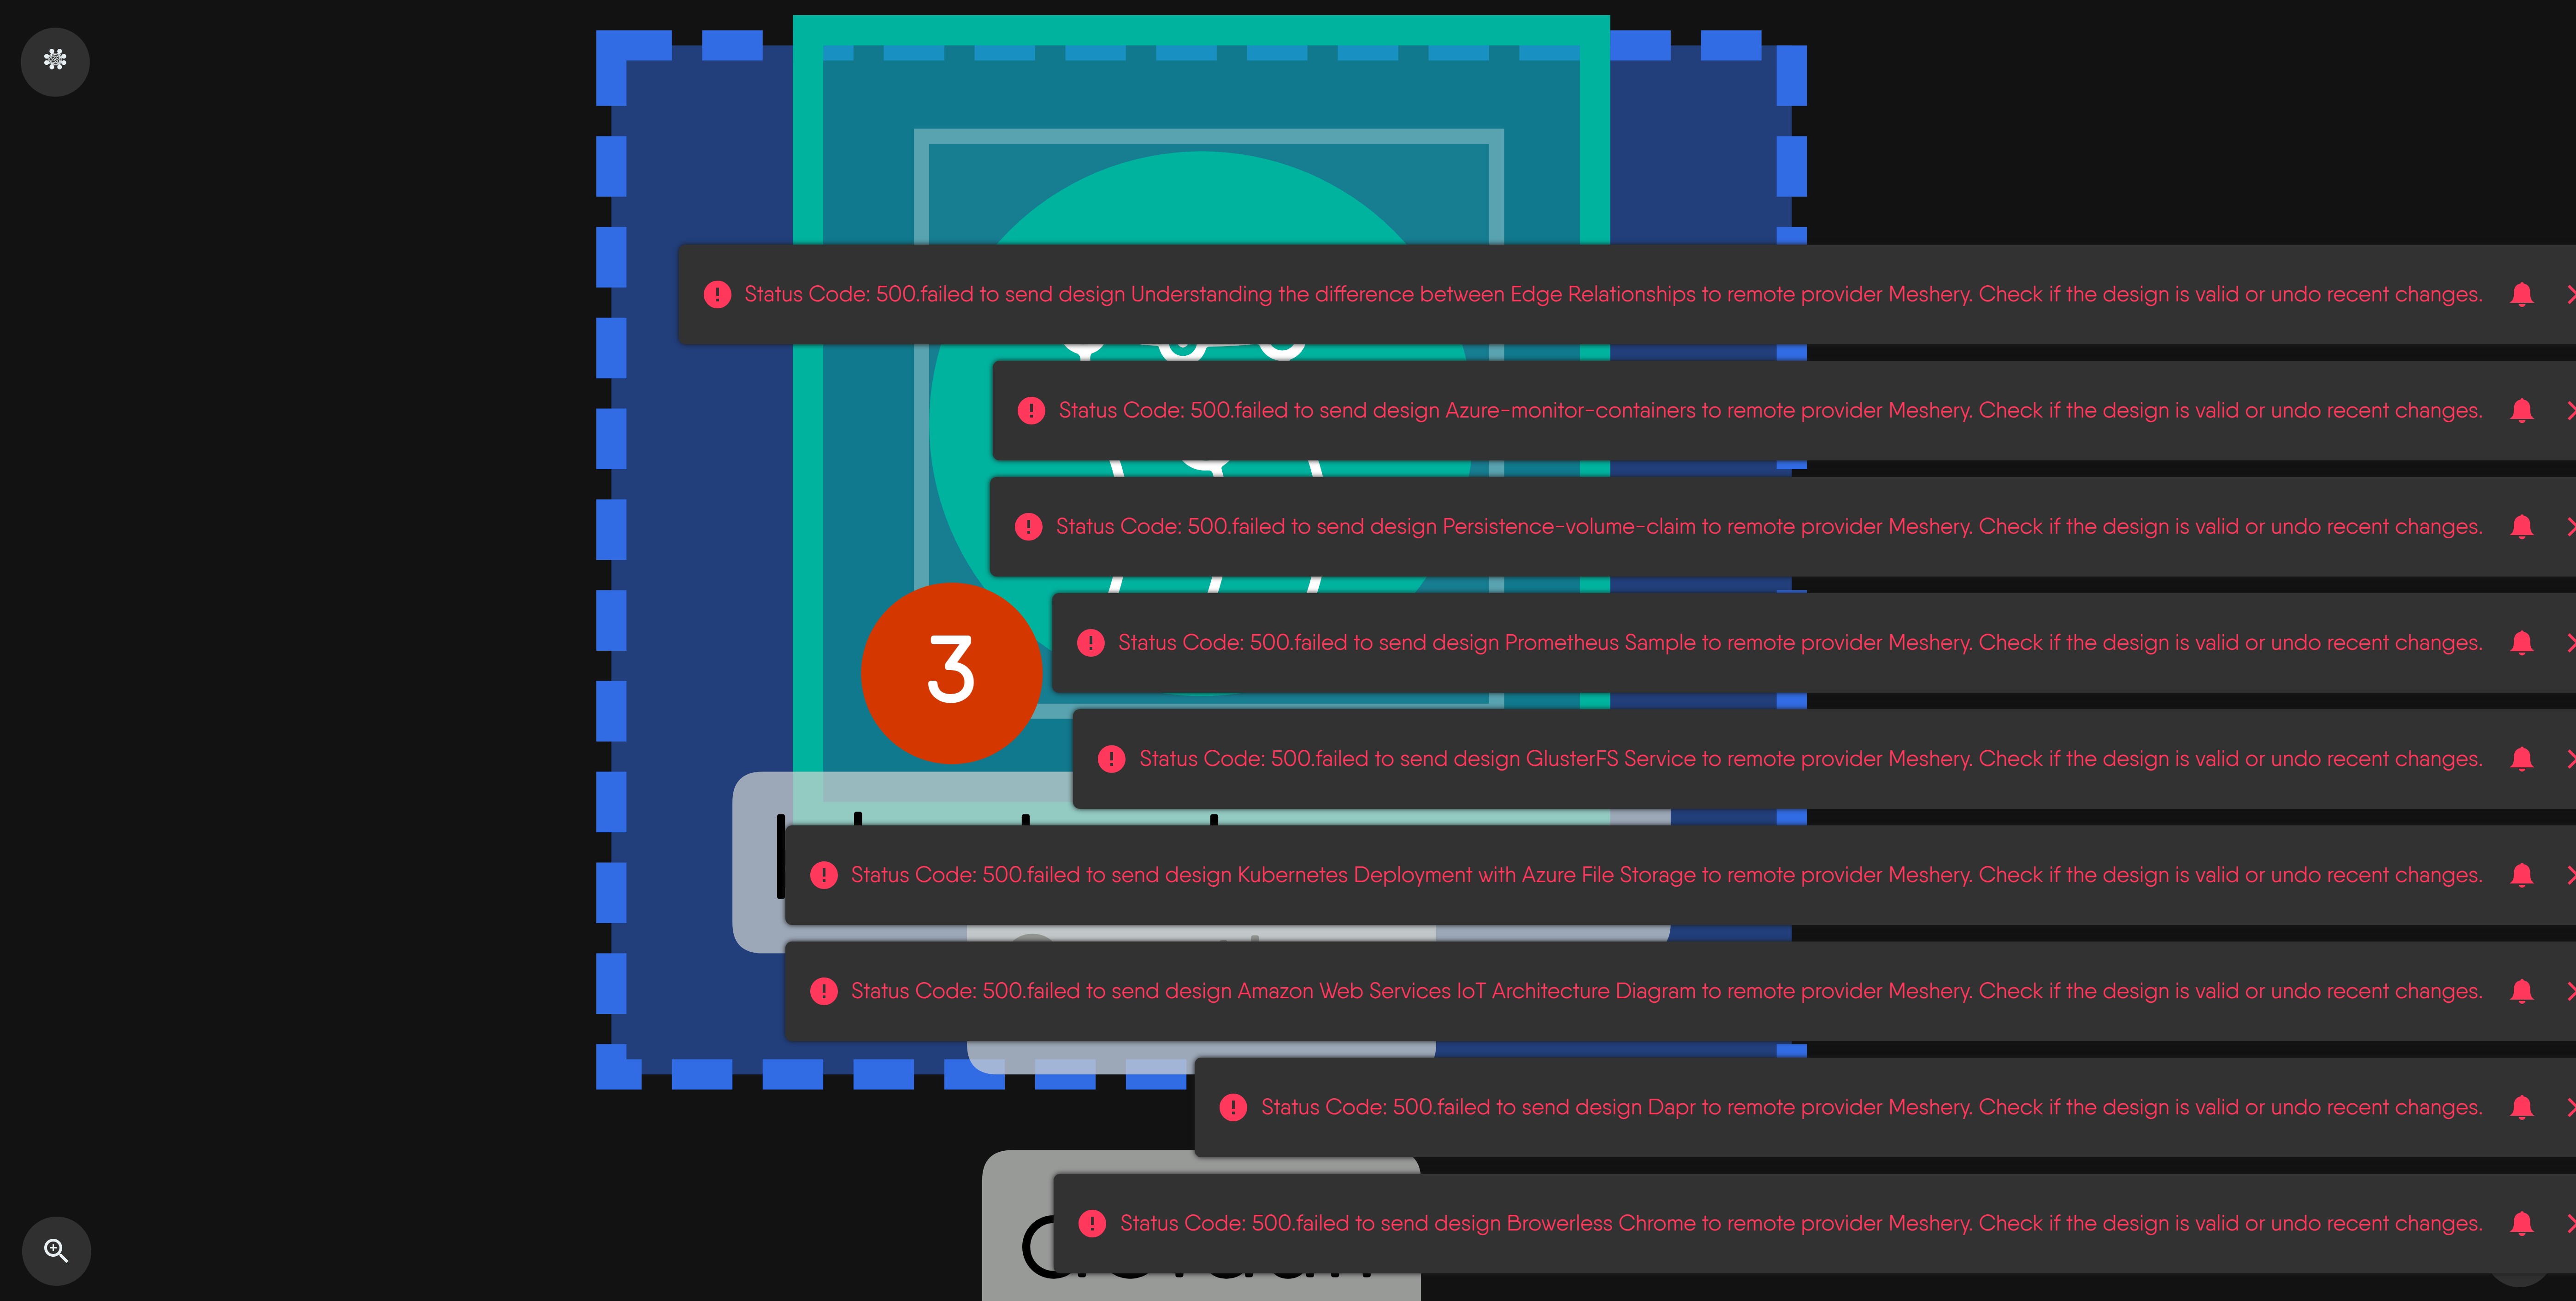 Status Code: 500.failed to send design Understanding the difference between Edge Relationships to remote provider Meshery. Check if the design is valid or undo recent changes.
Status Code: 500.failed to send design Azure-monitor-containers to remote provider Meshery. Check if the design is valid or undo recent changes.
Status Code: 500.failed to send design Persistence-volume-claim to remote provider Meshery. Check if the design is valid or undo recent changes.
Status Code: 500.failed to send design Prometheus Sample to remote provider Meshery. Check if the design is valid or undo recent changes.
3
Status Code: 500.failed to send design GlusterFS Service to remote provider Meshery. Check if the design is valid or undo recent changes.
Status Code: 500.failed to send design Kubernetes Deployment with Azure File Storage to remote provider Meshery. Check if the design is valid or undo recent changes.
Status Code: 500.failed to send design Amazon Web Services IoT Architecture Diagram to remote provider Meshery. Check if the design is valid or undo recent changes.
Status Code: 500.failed to send design Dapr to remote provider Meshery. Check if the design is valid or undo recent changes.
Status Code: 500.failed to send design Browerless Chrome to remote provider Meshery. Check if the design is valid or undo recent changes.